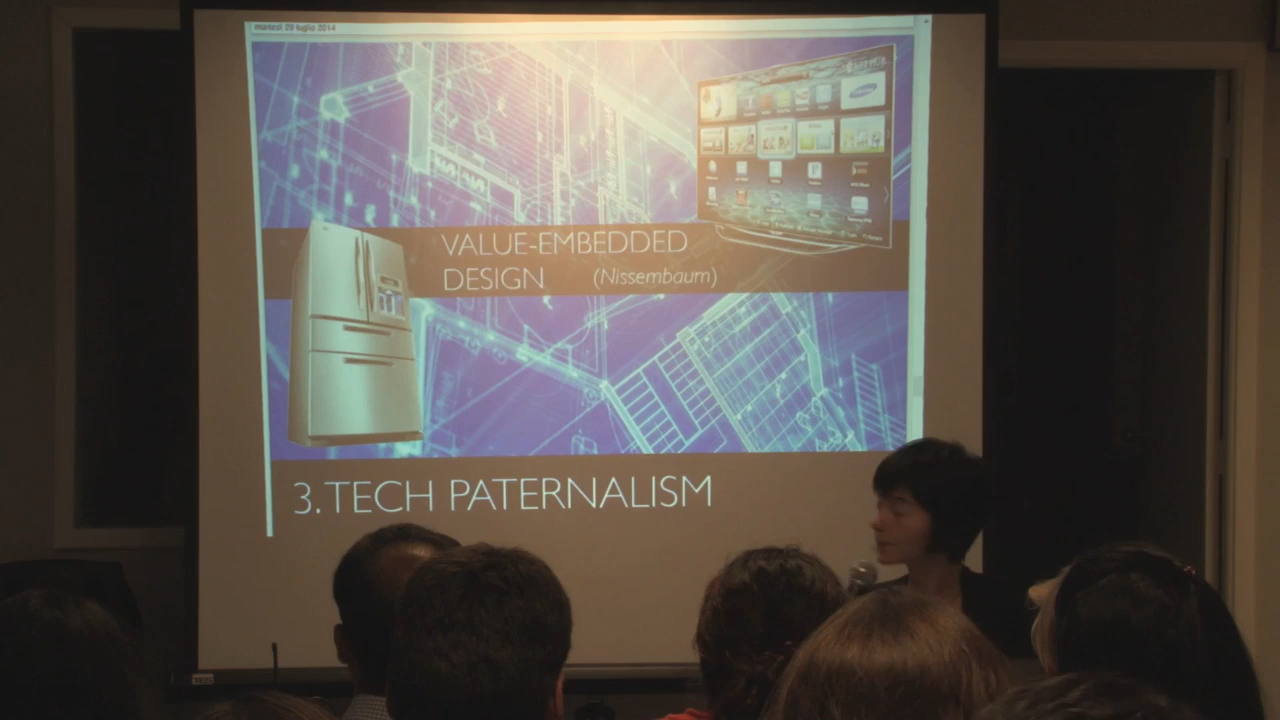 martedì 29 luglio 2014
VALUE-EMBEDDED
DESIGN (Nissembaum)
3. TECH PATERNALISM